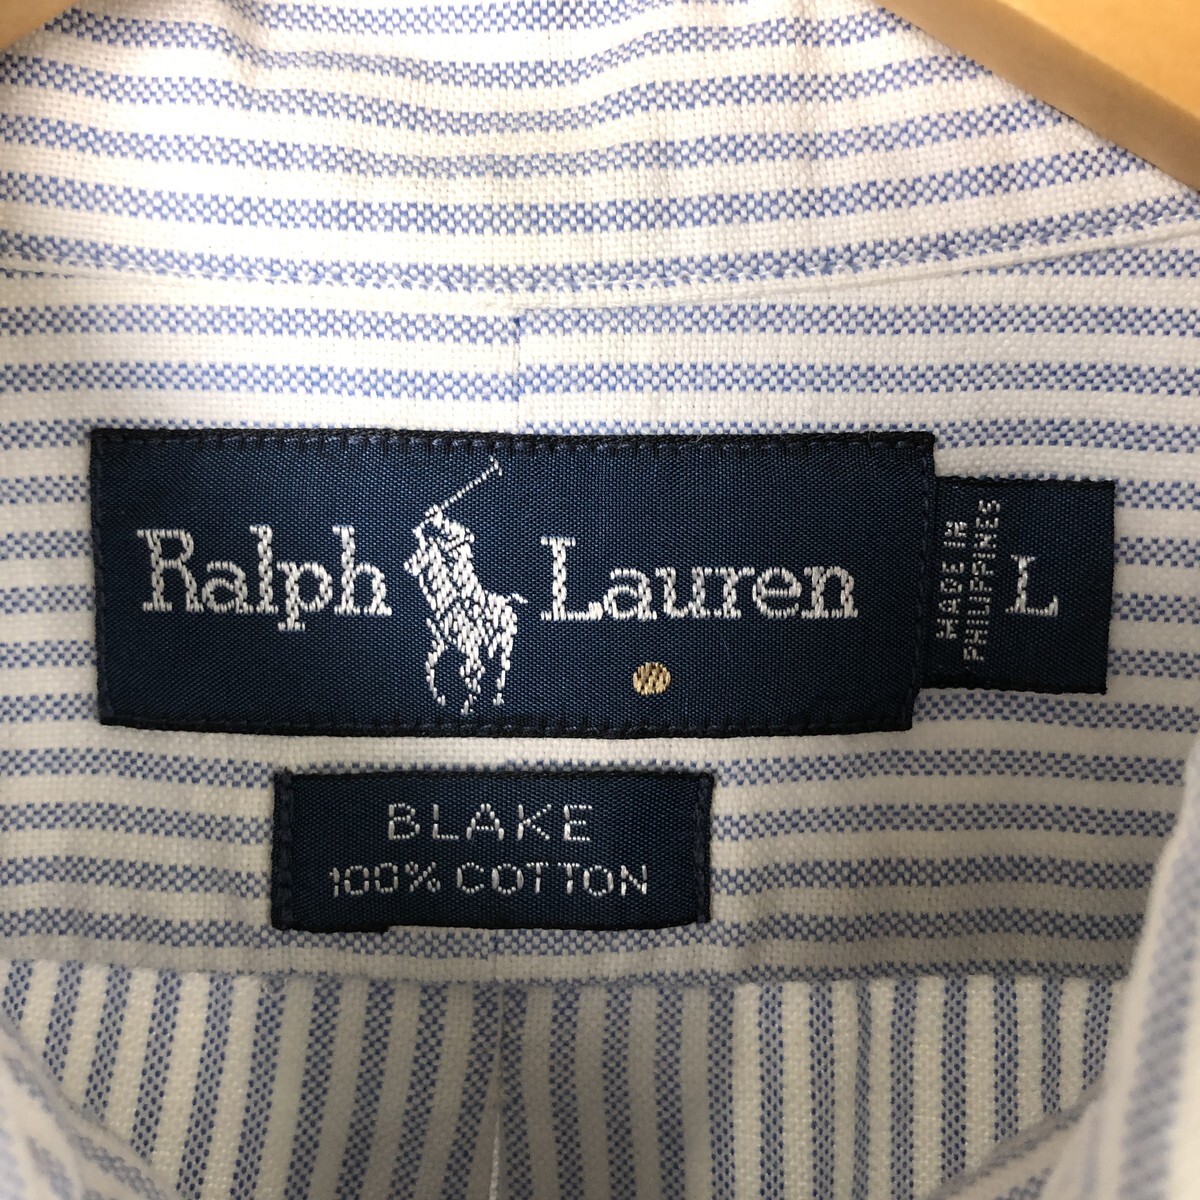 Ralph Lauren
MADE IN
PHILIPPINES
L
BLAKE
100% COTTON